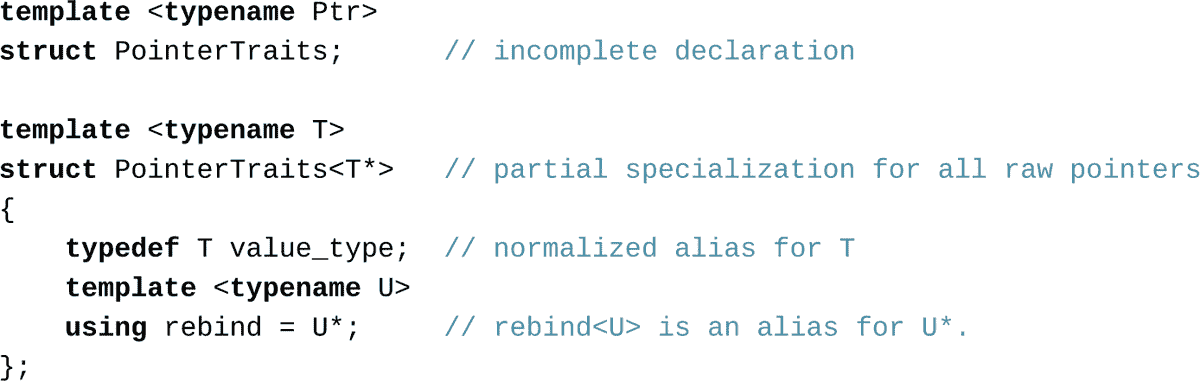 template <typename Ptr>
struct PointerTraits;      // incomplete declaration

template <typename T>
struct PointerTraits<T*>   // partial specialization for all raw pointers
{
    typedef T value_type;  // normalized alias for T
    template <typename U>
    using rebind = U*;     // rebind<U> is an alias for U*.
};